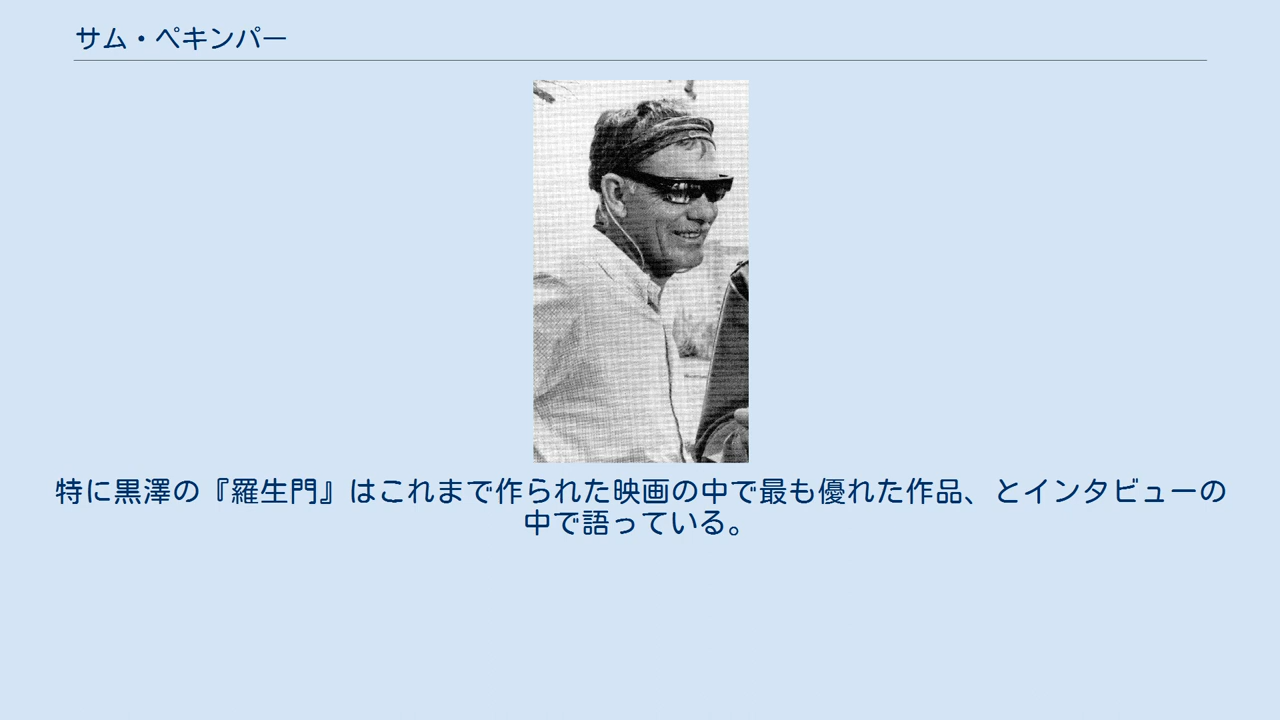 サム・ペキンパー
特に黒澤の『羅生門』はこれまで作られた映画の中で最も優れた作品、とインタビューの
中で語っている。